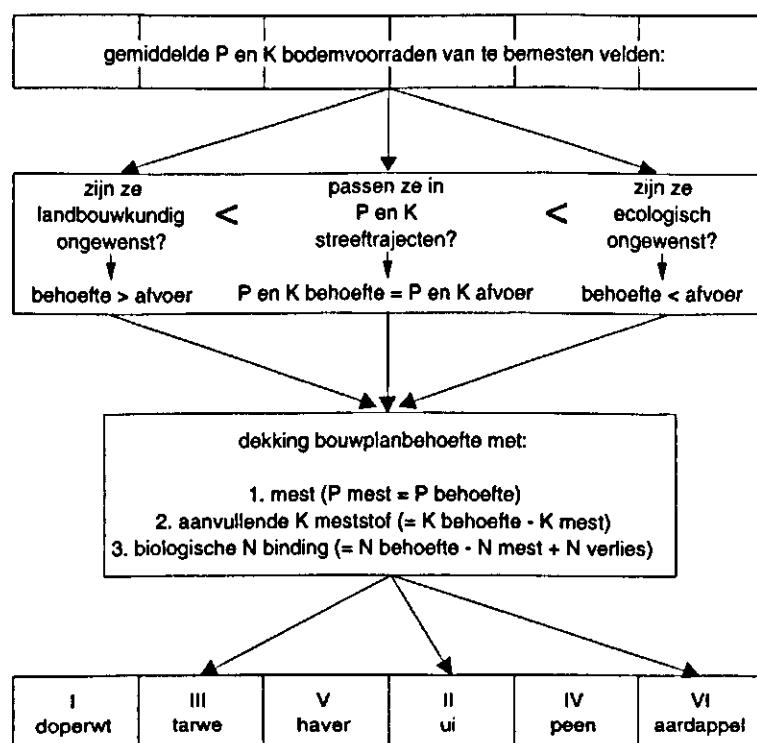 gemiddelde P en K bodemvoorraden van te bemesten velden:
zijn ze
landbouwkundig
ongewenst?
behoefte > afvoer
<
passen ze in
P en K
streeftrajecten?
P en K behoefte = P en K afvoer
<
zijn ze
ecologisch
ongewenst?
behoefte < afvoer
dekking bouwplanbehoefte met:
1. mest (P mest = P behoefte)
2. aanvullende K meststof (= K behoefte - K mest)
3. biologische N binding (= N behoefte - N mest + N verlies)
I
doperwt
III
tarwe
V
haver
II
ui
IV
peen
VI
aardappel